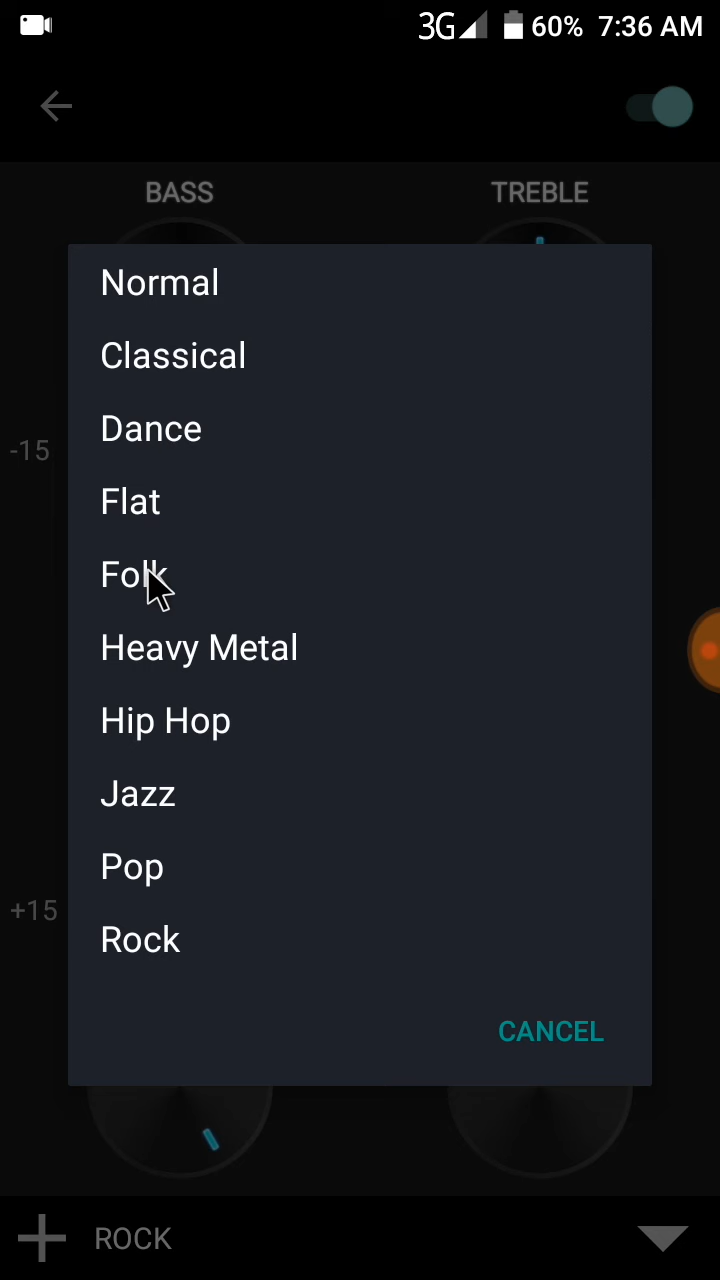 3G 60% 7:36 AM
BASS TREBLE
Normal
Classical
Dance
-15
Flat
Folk
Heavy Metal
Hip Hop
Jazz
Pop
+15
Rock
CANCEL
ROCK